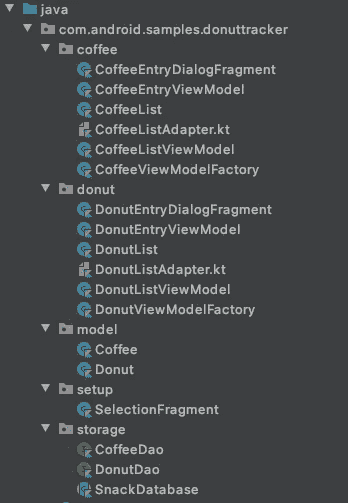 java
com.android.samples.donuttracker
coffee
CoffeeEntryDialogFragment
CoffeeEntryViewModel
CoffeeList
CoffeeListAdapter.kt
CoffeeListViewModel
CoffeeViewModelFactory
donut
DonutEntryDialogFragment
DonutEntryViewModel
DonutList
DonutListAdapter.kt
DonutListViewModel
DonutViewModelFactory
model
Coffee
Donut
setup
SelectionFragment
storage
CoffeeDao
DonutDao
SnackDatabase